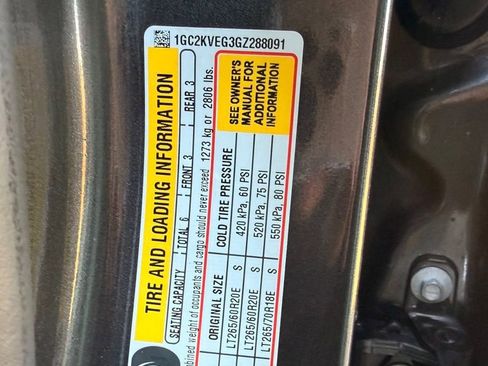 1GC2KVEG3GZ288091
TIRE AND LOADING INFORMATION
SEATING CAPACITY TOTAL 6 FRONT 3 REAR 3
combined weight of occupants and cargo should never exceed 1273 kg or 2806 lbs.
ORIGINAL SIZE COLD TIRE PRESSURE
LT265/60R20E S 420 kPa, 60 PSI
LT265/60R20E S 520 kPa, 75 PSI
LT265/70R18E S 550 kPa, 80 PSI
SEE OWNER'S
MANUAL FOR
ADDITIONAL
INFORMATION